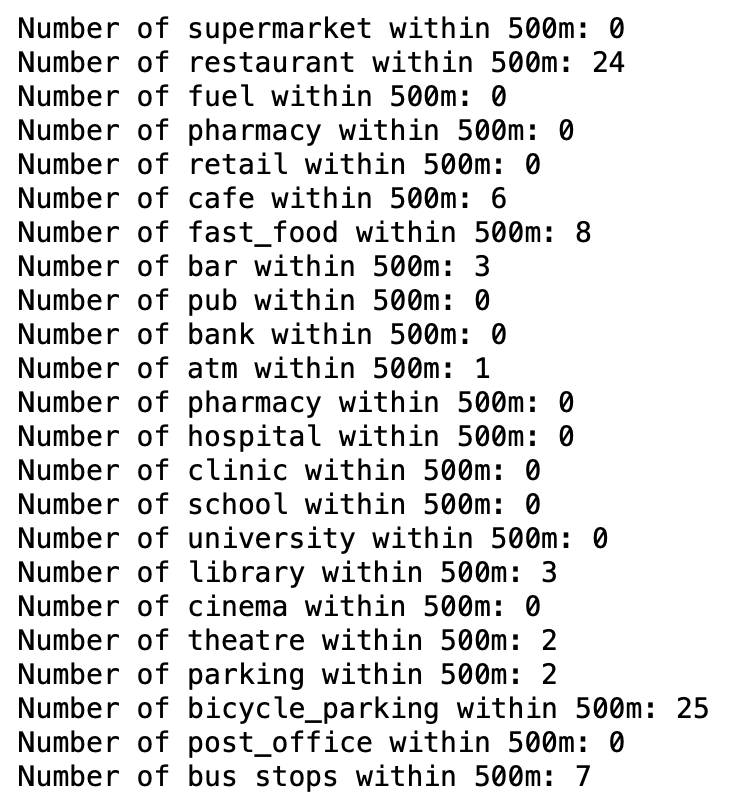 Number of supermarket within 500m: 0
Number of restaurant within 500m: 24
Number of fuel within 500m: 0
Number of pharmacy within 500m: 0
Number of retail within 500m: 0
Number of cafe within 500m: 6
Number of fast_food within 500m: 8
Number of bar within 500m: 3
Number of pub within 500m: 0
Number of bank within 500m: 0
Number of atm within 500m: 1
Number of pharmacy within 500m: 0
Number of hospital within 500m: 0
Number of clinic within 500m: 0
Number of school within 500m: 0
Number of university within 500m: 0
Number of library within 500m: 3
Number of cinema within 500m: 0
Number of theatre within 500m: 2
Number of parking within 500m: 2
Number of bicycle_parking within 500m: 25
Number of post_office within 500m: 0
Number of bus stops within 500m: 7